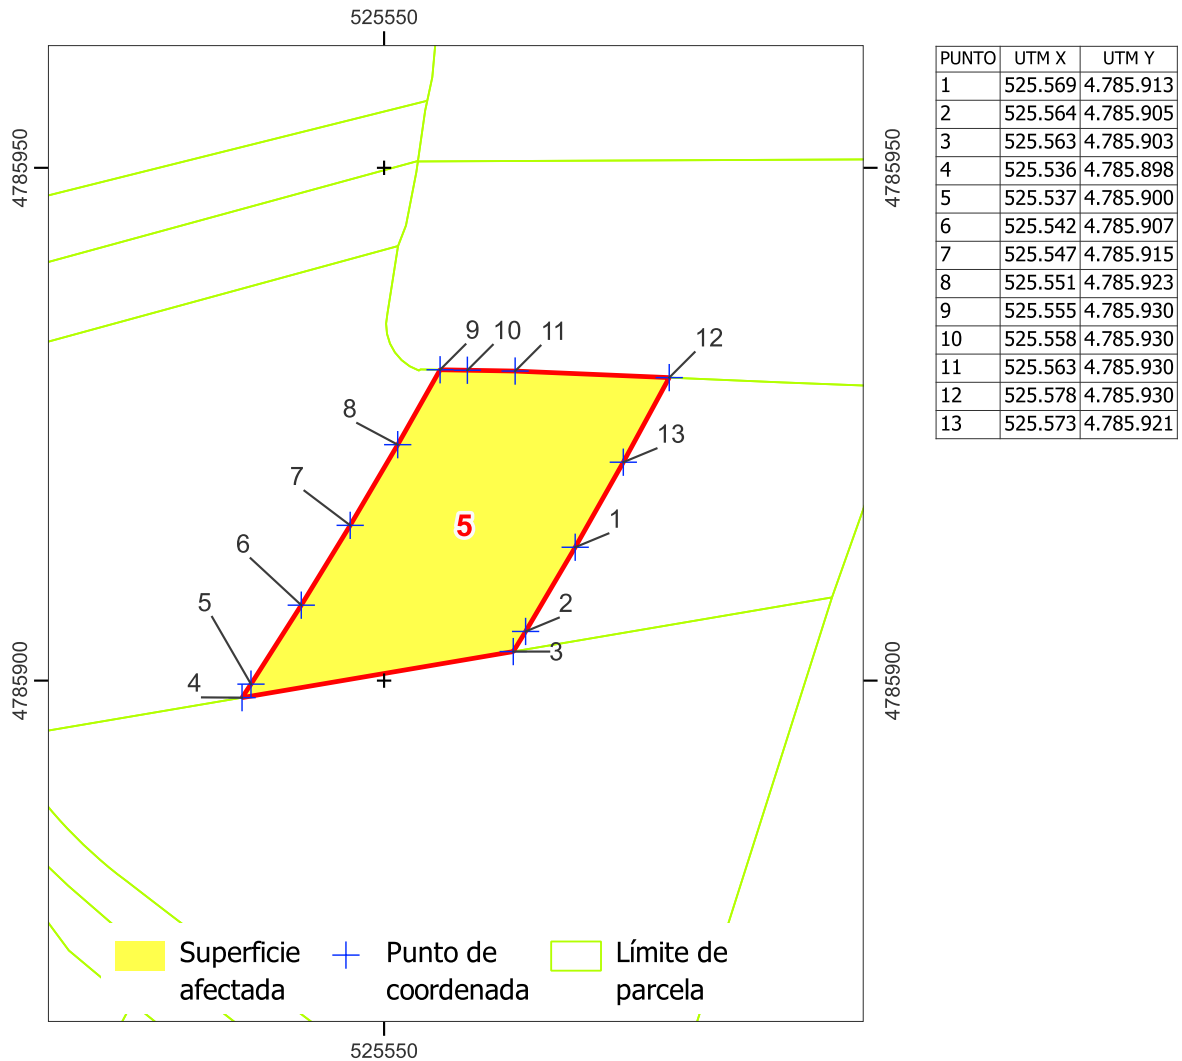 525550
4785950
4785950
PUNTO UTM X UTM Y
1 525.569 4.785.913
2 525.564 4.785.905
3 525.563 4.785.903
4 525.536 4.785.898
5 525.537 4.785.900
6 525.542 4.785.907
7 525.547 4.785.915
8 525.551 4.785.923
9 525.555 4.785.930
10 525.558 4.785.930
11 525.563 4.785.930
12 525.578 4.785.930
13 525.573 4.785.921
9 10 11 12
8
13
7
5
1
6
5
2
3
4
4785900
4785900
Superficie
afectada
Punto de
coordenada
Límite de
parcela
525550